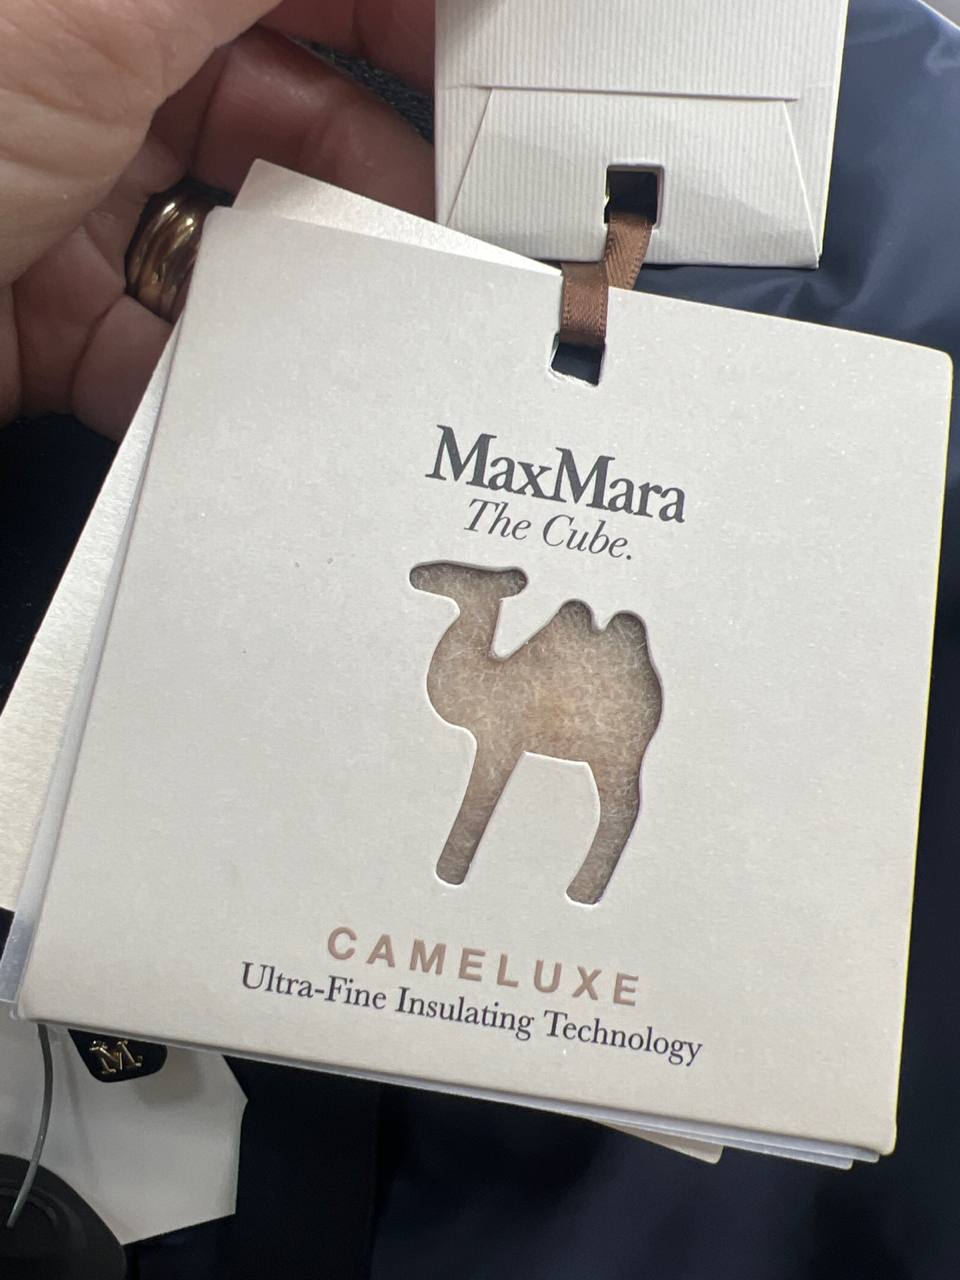 MaxMara
The Cube.
CAMELUXE
Ultra-Fine Insulating Technology
M.